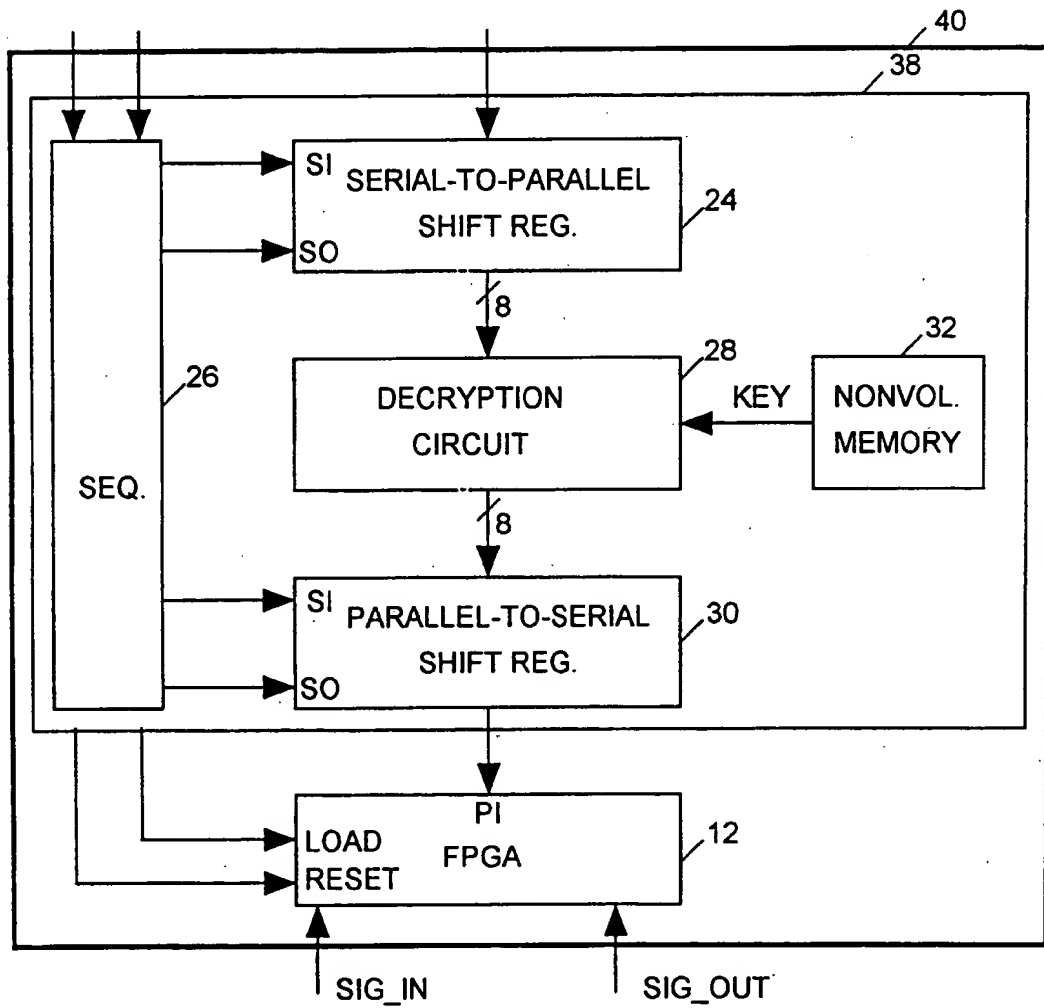 40
38
SI
SERIAL-TO-PARALLEL
SHIFT REG.
24
SO
8
26
28
32
DECRYPTION
CIRCUIT
KEY
NONVOL.
MEMORY
SEQ.
8
SI
PARALLEL-TO-SERIAL
SHIFT REG.
30
SO
PI
LOAD
FPGA
12
RESET
SIG_IN
SIG_OUT